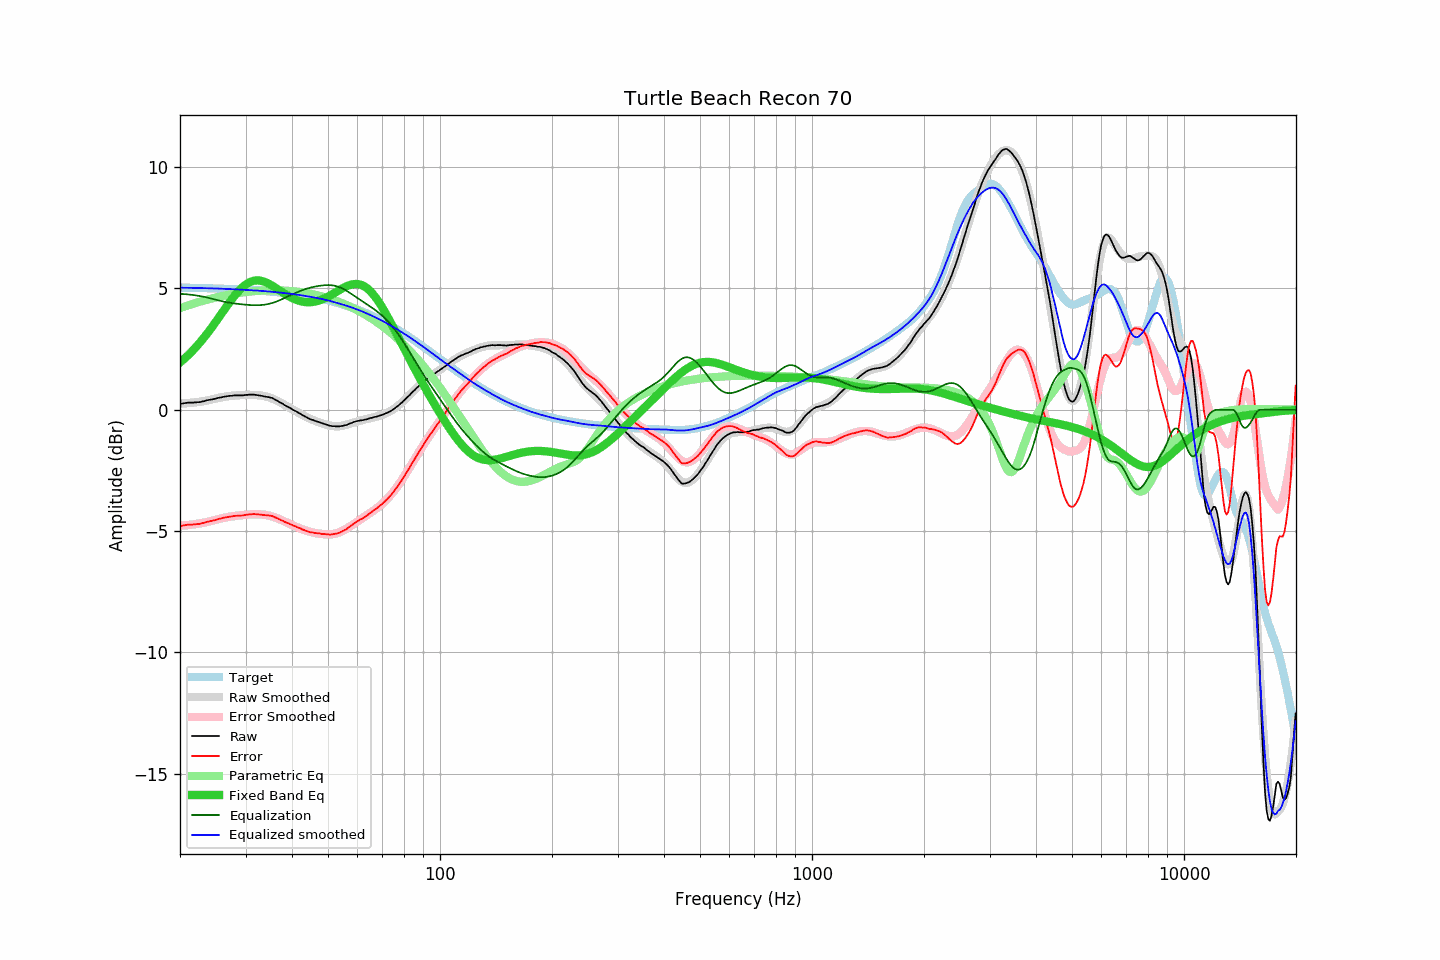 Turtle Beach Recon 70
10
5
0
−5
−10
−15
Amplitude (dBr)
Target
Raw Smoothed
Error Smoothed
Raw
Error
Parametric Eq
Fixed Band Eq
Equalization
Equalized smoothed
100
1000
10000
Frequency (Hz)